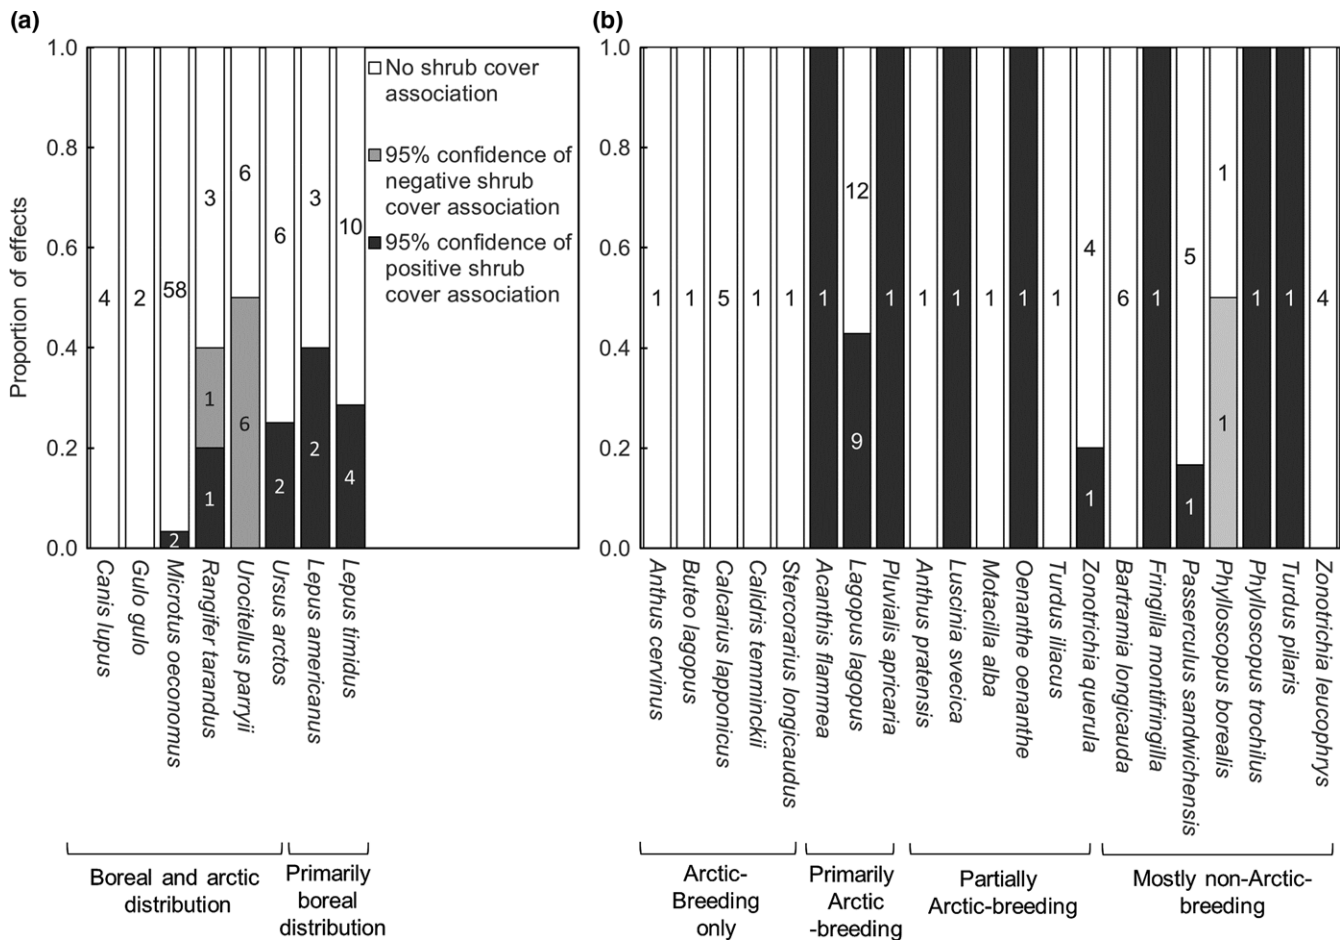 (a)
1.0
0.8
0.6
0.4
0.2
0.0
Proportion of effects
4
2
58
2
3
1
1
6
6
6
2
3
2
10
4
No shrub cover
association
95% confidence of
negative shrub
cover association
95% confidence of
positive shrub
cover association
Canis lupus
Gulo gulo
Microtus oeconomus
Rangifer tarandus
Urocitellus parryii
Ursus arctos
Lepus americanus
Lepus timidus
Boreal and arctic
distribution
Primarily
boreal
distribution
(b)
1.0
0.8
0.6
0.4
0.2
0.0
1
1
5
1
1
1
12
9
1
1
1
1
1
1
4
1
6
1
5
1
1
1
1
1
4
Anthus cervinus
Buteo lagopus
Calcarius lapponicus
Calidris temminckii
Stercorarius longicaudus
Acanthis flammea
Lagopus lagopus
Pluvialis apricaria
Anthus pratensis
Luscinia svecica
Motacilla alba
Oenanthe oenanthe
Turdus iliacus
Zonotrichia querula
Bartramia longicauda
Fringilla montifringilla
Passerculus sandwichensis
Phylloscopus borealis
Phylloscopus trochilus
Turdus pilaris
Zonotrichia leucophrys
Arctic-
Breeding
only
Primarily
Arctic
-breeding
Partially
Arctic-breeding
Mostly non-Arctic-
breeding